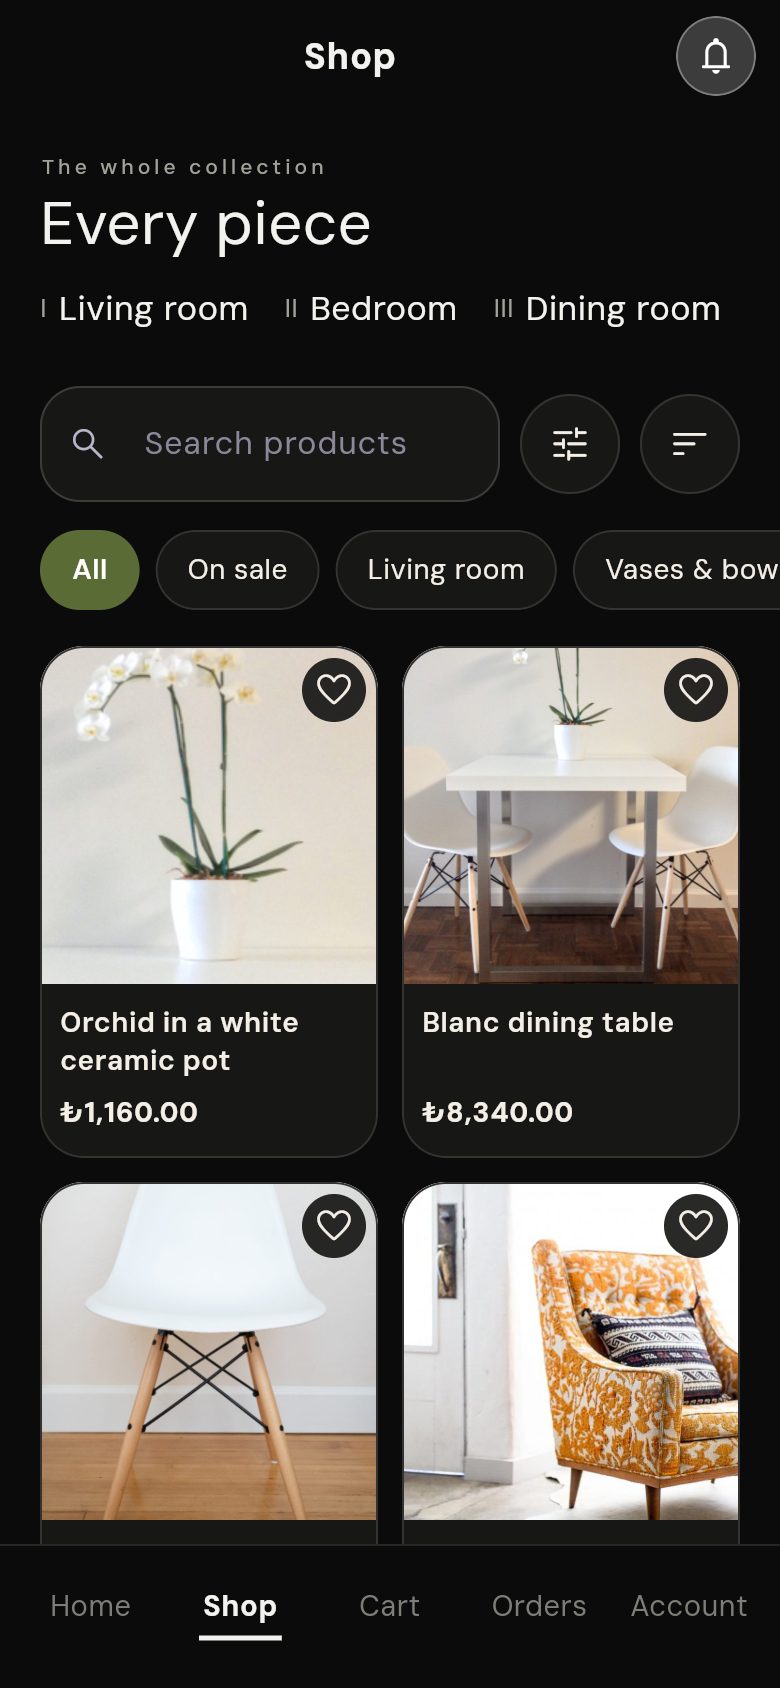 Shop
The whole collection
Every piece
I Living room II Bedroom III Dining room
Search products
All On sale Living room Vases & bow
Orchid in a white
ceramic pot
₺1,160.00
Blanc dining table
₺8,340.00
Home Shop Cart Orders Account